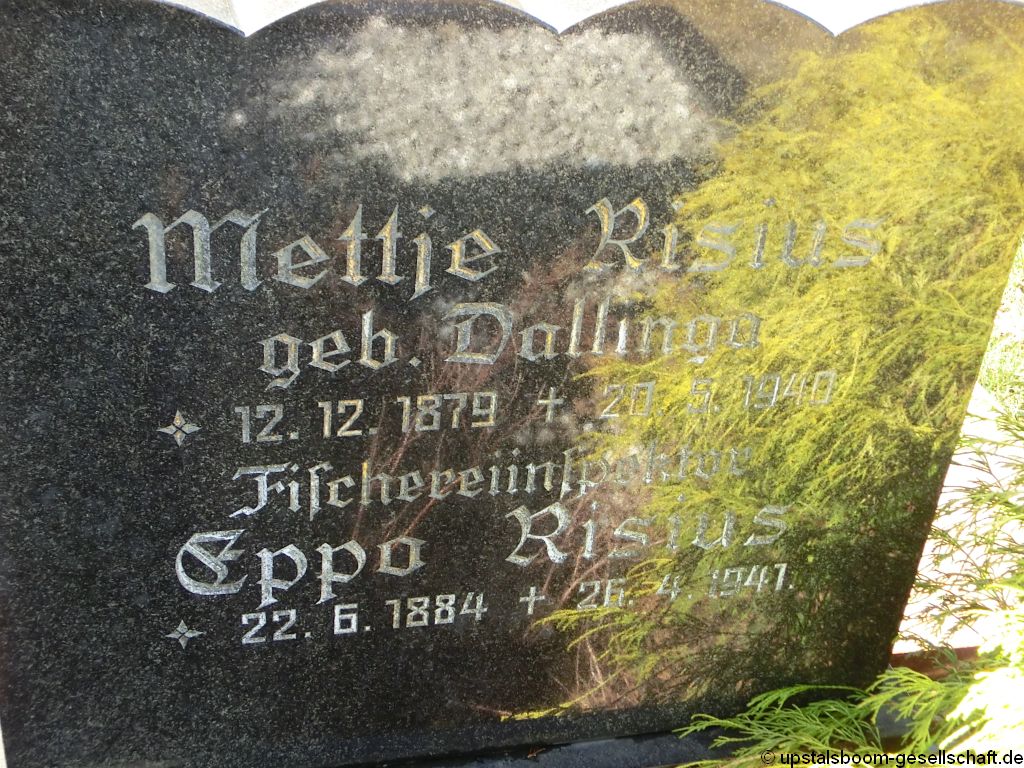 Mettje Risius
geb. Dallinga
12. 12. 1879 + 20. 5. 1940
Fischereiinspektor
Eppo Risius
22. 6. 1884 + 26. 4. 1941.
© upstalsboom-gesellschaft.de